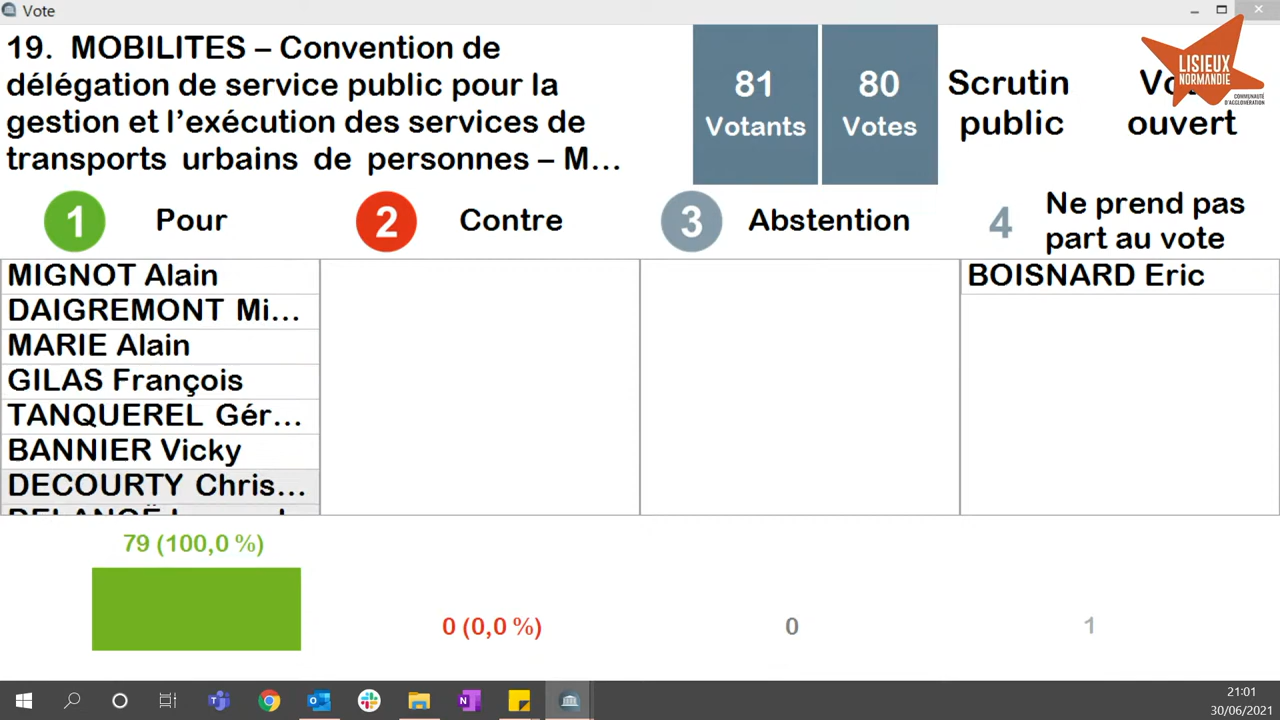 Vote
19. MOBILITES – Convention de
délégation de service public pour la
gestion et l'exécution des services de
transports urbains de personnes – M...
81
Votants
80
Votes
Scrutin
public
ouvert
LISIEUX
NORMANDIE
COMMUNAUTÉ
D'AGGLOMÉRATION
1 Pour
2 Contre
3 Abstention
4 Ne prend pas
part au vote
MIGNOT Alain
DAIGREMONT Mi...
MARIE Alain
GILAS François
TANQUEREL Gér...
BANNIER Vicky
DECOURTY Chris...
BOISNARD Eric
79 (100,0 %)
0 (0,0 %)
0
1
21:01
30/06/2021